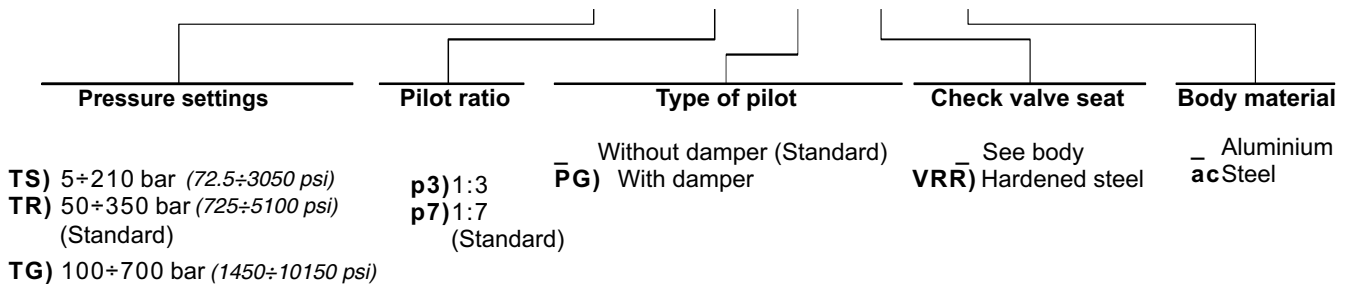 Pressure settings
TS) 5÷210 bar (72.5÷3050 psi)
TR) 50÷350 bar (725÷5100 psi)
(Standard)
TG) 100÷700 bar (1450÷10150 psi)
Pilot ratio
p3)1:3
p7)1:7
(Standard)
Type of pilot
_ Without damper (Standard)
PG) With damper
Check valve seat
_ See body
VRR) Hardened steel
Body material
_ Aluminium
acSteel